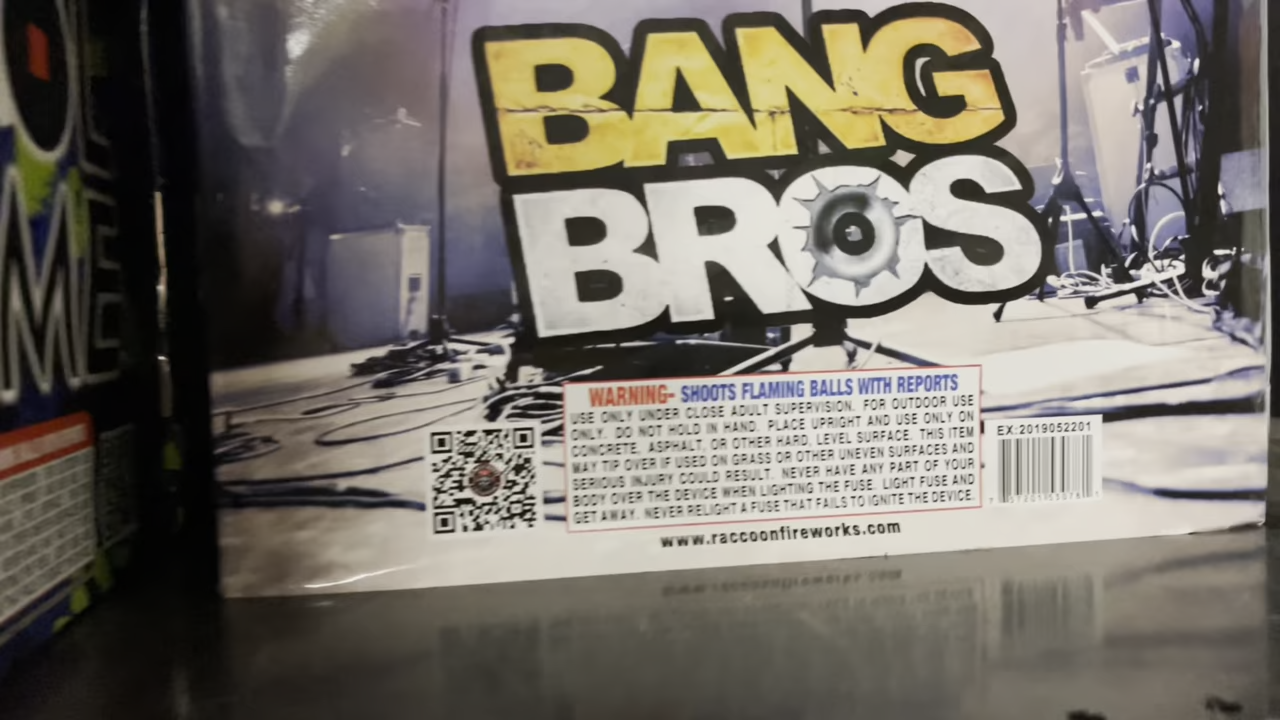 BANG
BROS
WARNING- SHOOTS FLAMING BALLS WITH REPORTS
USE ONLY UNDER CLOSE ADULT SUPERVISION. FOR OUTDOOR USE
ONLY. DO NOT HOLD IN HAND. PLACE UPRIGHT AND USE ONLY ON
CONCRETE, ASPHALT, OR OTHER HARD, LEVEL SURFACE. THIS ITEM
MAY TIP OVER IF USED ON GRASS OR OTHER UNEVEN SURFACES AND
SERIOUS INJURY COULD RESULT. NEVER HAVE ANY PART OF YOUR
BODY OVER THE DEVICE WHEN LIGHTING THE FUSE. LIGHT FUSE AND
GET AWAY. NEVER RELIGHT A FUSE THAT FAILS TO IGNITE THE DEVICE.
EX:2019052201
www.raccoonfireworks.com